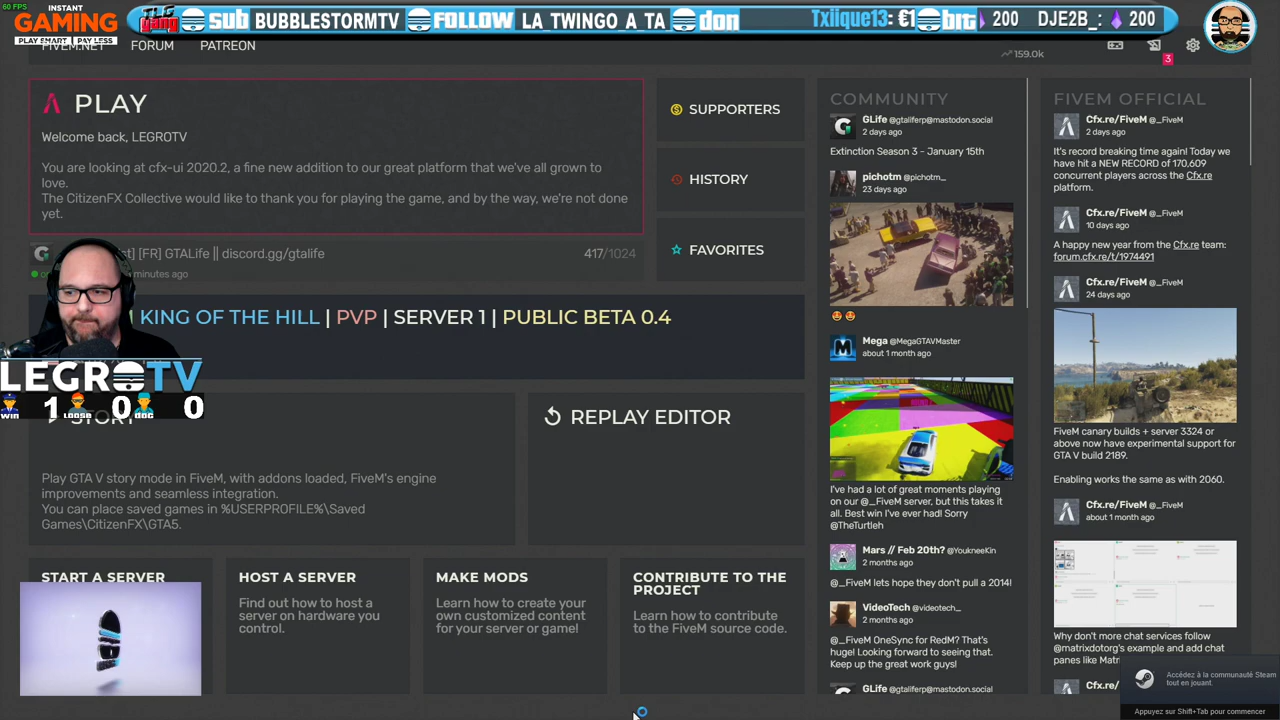 60 FPS
INSTANT
GAMING
PLAY SMART
sub BUBBLESTORMTV FOLLOW LA_TWINGO_A_TA don Txiique13: €1 bit 200 DJE2B_: 200
FIVEM.NET FORUM PATREON
159.0k
3
PLAY
Welcome back, LEGROTV
You are looking at cfx-ui 2020.2, a fine new addition to our great platform that we've all grown to
love.
The CitizenFX Collective would like to thank you for playing the game, and by the way, we're not done
yet.
[FR] GTALife || discord.gg/gtalife 417/1024
minutes ago
SUPPORTERS
HISTORY
FAVORITES
KING OF THE HILL | PVP | SERVER 1 | PUBLIC BETA 0.4
LEGROTV
WIN 1 LOOSE 0 DOG 0
STORY
Play GTA V story mode in FiveM, with addons loaded, FiveM's engine
improvements and seamless integration.
You can place saved games in %USERPROFILE%\Saved
Games\CitizenFX\GTA5.
REPLAY EDITOR
START A SERVER
HOST A SERVER
Find out how to host a
server on hardware you
control.
MAKE MODS
Learn how to create your
own customized content
for your server or game!
CONTRIBUTE TO THE
PROJECT
Learn how to contribute
to the FiveM source code.
COMMUNITY
GLife @gtaliferp@mastodon.social
2 days ago
Extinction Season 3 - January 15th
pichotm @pichotm_
23 days ago
Mega @MegaGTAVMaster
about 1 month ago
I've had a lot of great moments playing
on our @_FiveM server, but this takes it
all. Best win I've ever had! Sorry
@TheTurtleh
Mars // Feb 20th? @YoukneeKin
2 months ago
@_FiveM lets hope they don't pull a 2014!
VideoTech @videotech_
2 months ago
@_FiveM OneSync for RedM? That's
huge! Looking forward to seeing that.
Keep up the great work guys!
GLife @gtaliferp@mastodon.social
FIVEM OFFICIAL
Cfx.re/FiveM @_FiveM
2 days ago
It's record breaking time again! Today we
have hit a NEW RECORD of 170,609
concurrent players across the Cfx.re
platform.
Cfx.re/FiveM @_FiveM
10 days ago
A happy new year from the Cfx.re team:
forum.cfx.re/t/1974491
Cfx.re/FiveM @_FiveM
24 days ago
FiveM canary builds + server 3324 or
above now have experimental support for
GTA V build 2189.
Enabling works the same as with 2060.
Cfx.re/FiveM @_FiveM
about 1 month ago
Why don't more chat services follow
@matrixdotorg's example and add chat
panes like Matri
Cfx.re/
Accédez à la communauté Steam
tout en jouant.
Appuyez sur Shift+Tab pour commencer